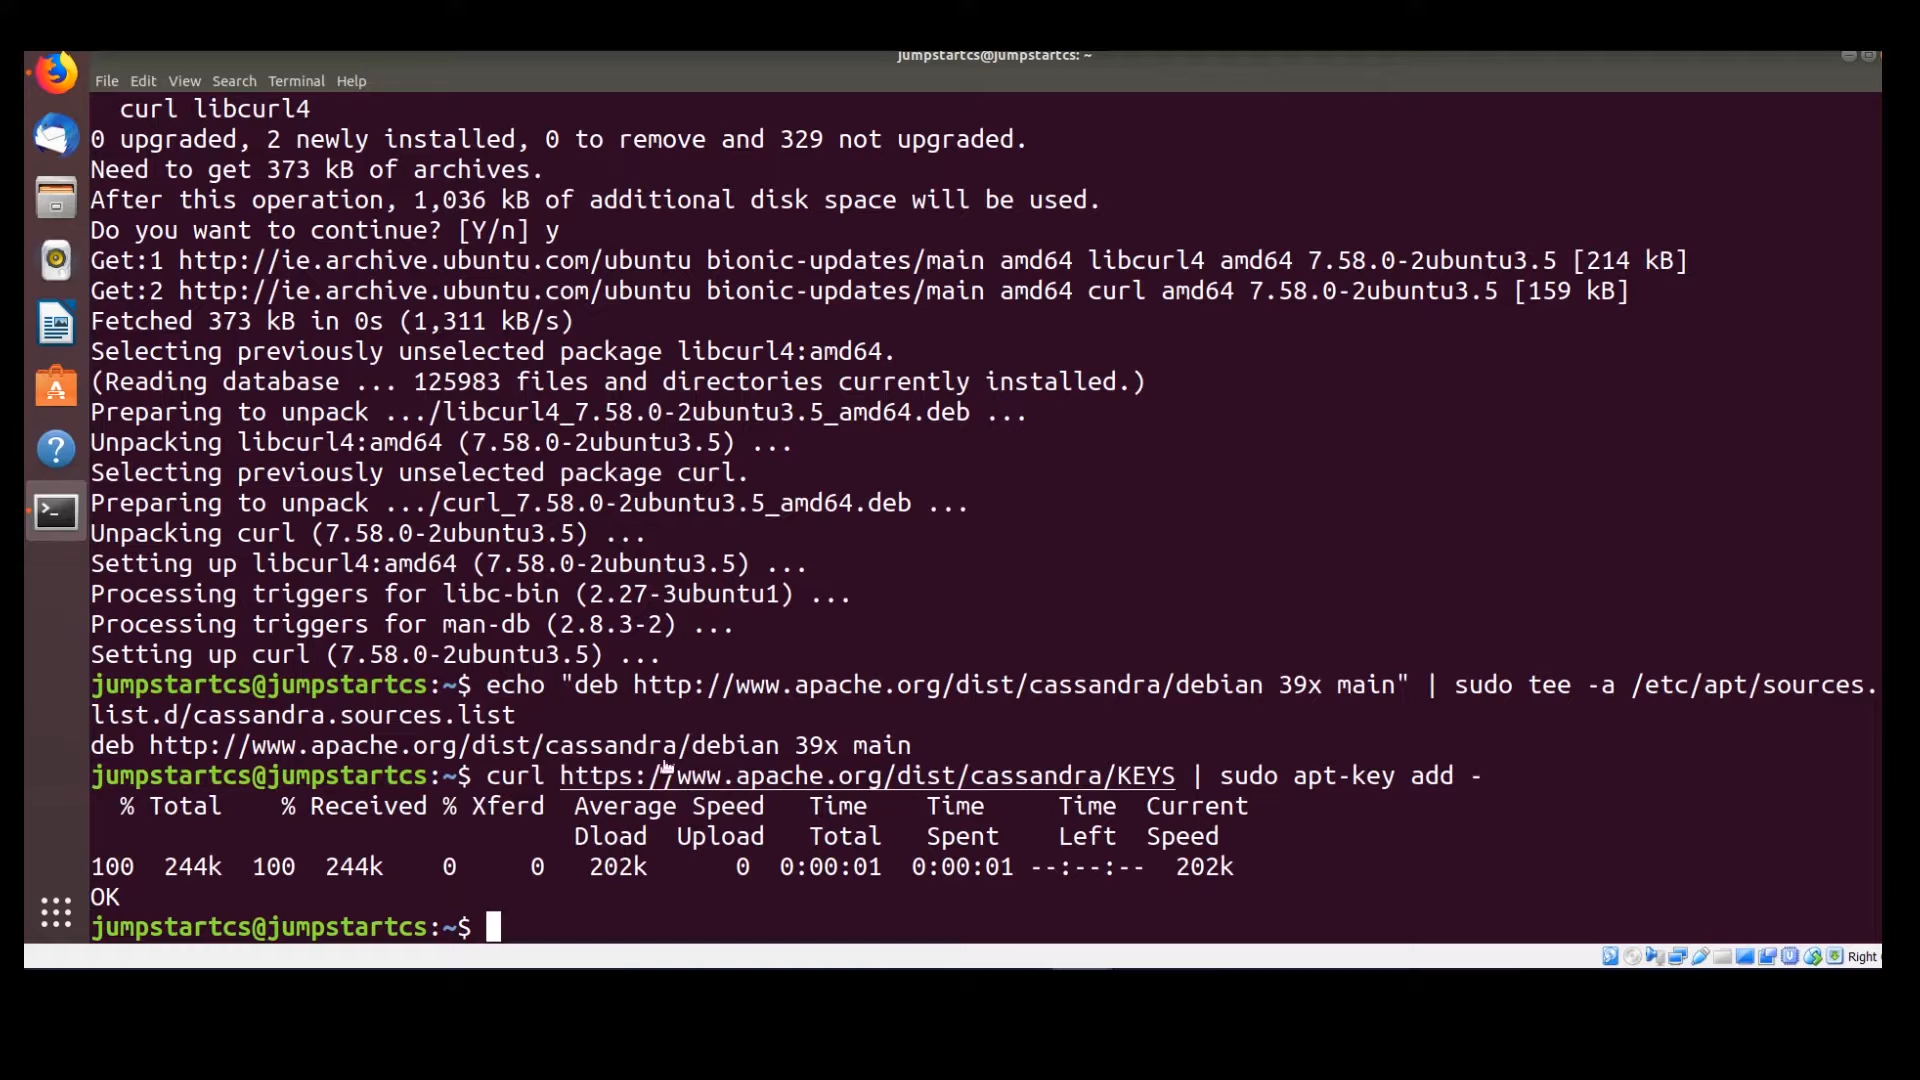 jumpstartcs@jumpstartcs: ~
File Edit View Search Terminal Help
curl libcurl4
0 upgraded, 2 newly installed, 0 to remove and 329 not upgraded.
Need to get 373 kB of archives.
After this operation, 1,036 kB of additional disk space will be used.
Do you want to continue? [Y/n] y
Get:1 http://ie.archive.ubuntu.com/ubuntu bionic-updates/main amd64 libcurl4 amd64 7.58.0-2ubuntu3.5 [214 kB]
Get:2 http://ie.archive.ubuntu.com/ubuntu bionic-updates/main amd64 curl amd64 7.58.0-2ubuntu3.5 [159 kB]
Fetched 373 kB in 0s (1,311 kB/s)
Selecting previously unselected package libcurl4:amd64.
(Reading database ... 125983 files and directories currently installed.)
Preparing to unpack .../libcurl4_7.58.0-2ubuntu3.5_amd64.deb ...
Unpacking libcurl4:amd64 (7.58.0-2ubuntu3.5) ...
Selecting previously unselected package curl.
Preparing to unpack .../curl_7.58.0-2ubuntu3.5_amd64.deb ...
Unpacking curl (7.58.0-2ubuntu3.5) ...
Setting up libcurl4:amd64 (7.58.0-2ubuntu3.5) ...
Processing triggers for libc-bin (2.27-3ubuntu1) ...
Processing triggers for man-db (2.8.3-2) ...
Setting up curl (7.58.0-2ubuntu3.5) ...
jumpstartcs@jumpstartcs:~$ echo "deb http://www.apache.org/dist/cassandra/debian 39x main" | sudo tee -a /etc/apt/sources.
list.d/cassandra.sources.list
deb http://www.apache.org/dist/cassandra/debian 39x main
jumpstartcs@jumpstartcs:~$ curl https://www.apache.org/dist/cassandra/KEYS | sudo apt-key add -
% Total % Received % Xferd Average Speed Time Time Time Current
Dload Upload Total Spent Left Speed
100 244k 100 244k 0 0 202k 0 0:00:01 0:00:01 --:--:-- 202k
OK
jumpstartcs@jumpstartcs:~$
Right